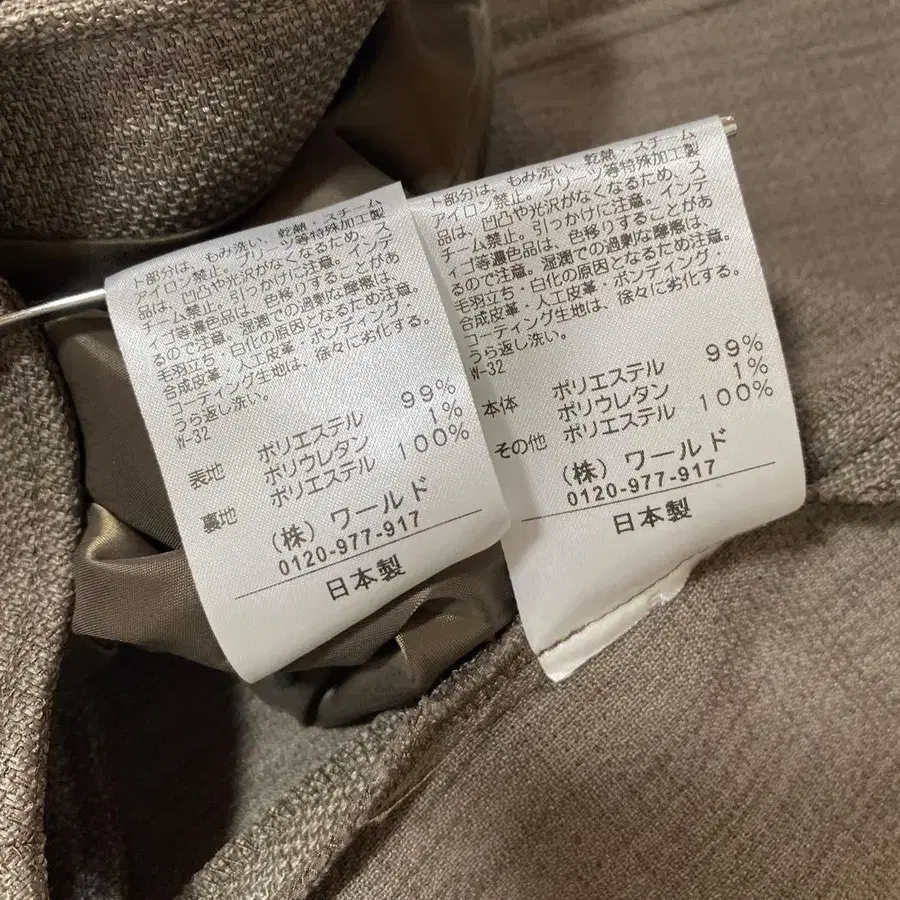 ト部分は、もみ洗い、乾熱・スチーム
アイロン禁止。プリーツ等特殊加工製
品は、凹凸や光沢がなくなるため、ス
チーム禁止。引っかけに注意。インデ
ィゴ等濃色品は、色移りすることがあ
るので注意。湿潤での過剰な摩擦は、
毛羽立ち・白化の原因となるため注意。
合成皮革・人工皮革・ボンディング・
コーティング生地は、徐々に劣化する。
うら返し洗い。
W-32
表地 ポリエステル 99%
ポリウレタン 1%
裏地 ポリエステル 100%
(株)ワールド
0120-977-917
日本製
ト部分は、もみ洗い、乾熱・スチーム
アイロン禁止。プリーツ等特殊加工製
品は、凹凸や光沢がなくなるため、ス
チーム禁止。引っかけに注意。インデ
ィゴ等濃色品は、色移りすることがあ
るので注意。湿潤での過剰な摩擦は、
毛羽立ち・白化の原因となるため注意。
合成皮革・人工皮革・ボンディング・
コーティング生地は、徐々に劣化する。
うら返し洗い。
W-32
本体 ポリエステル 99%
ポリウレタン 1%
その他 ポリエステル 100%
(株)ワールド
0120-977-917
日本製